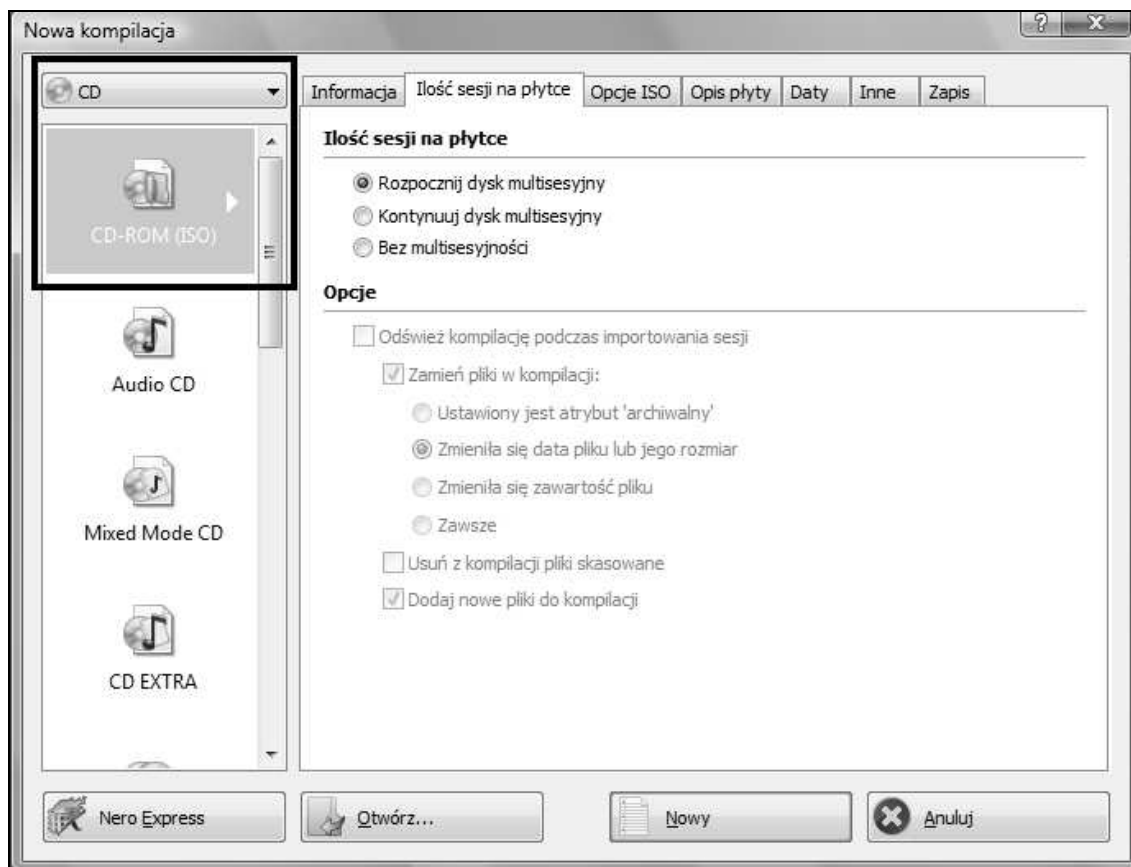 Nowa kompilacja
CD
CD-ROM (ISO)
Audio CD
Mixed Mode CD
CD EXTRA
Informacja Ilość sesji na płytce Opcje ISO Opis płyty Daty Inne Zapis
Ilość sesji na płytce
Rozpocznij dysk multisesyjny
Kontynuuj dysk multisesyjny
Bez multisesyjności
Opcje
Odśwież kompilację podczas importowania sesji
Zamień pliki w kompilacji:
Ustawiony jest atrybut 'archiwalny'
Zmieniła się data pliku lub jego rozmiar
Zmieniła się zawartość pliku
Zawsze
Usuń z kompilacji pliki skasowane
Dodaj nowe pliki do kompilacji
Nero Express Otwórz... Nowy Anuluj